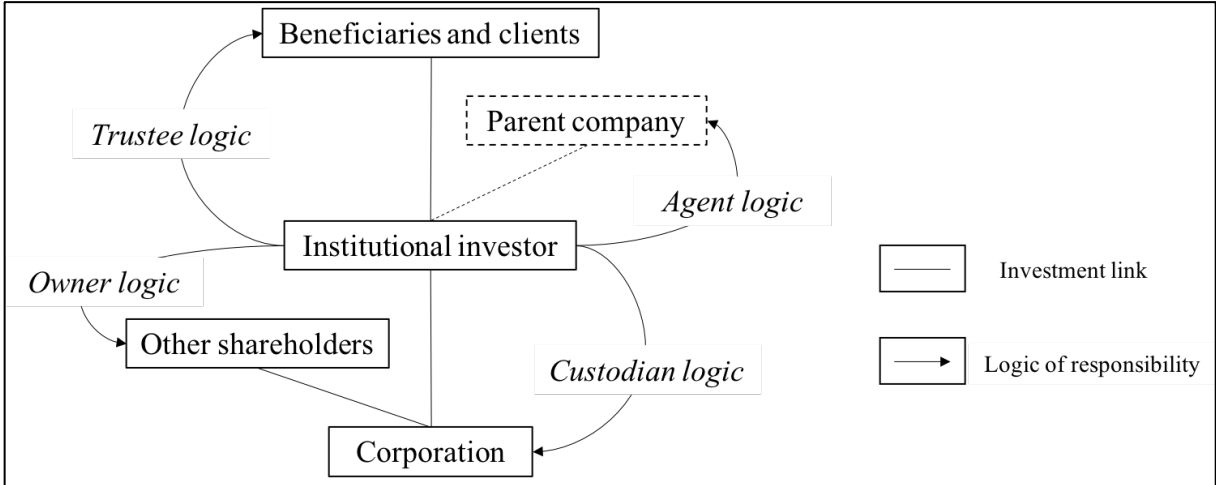 Beneficiaries and clients
Parent company
Trustee logic
Agent logic
Institutional investor
Investment link
Owner logic
Other shareholders
Logic of responsibility
Custodian logic
Corporation